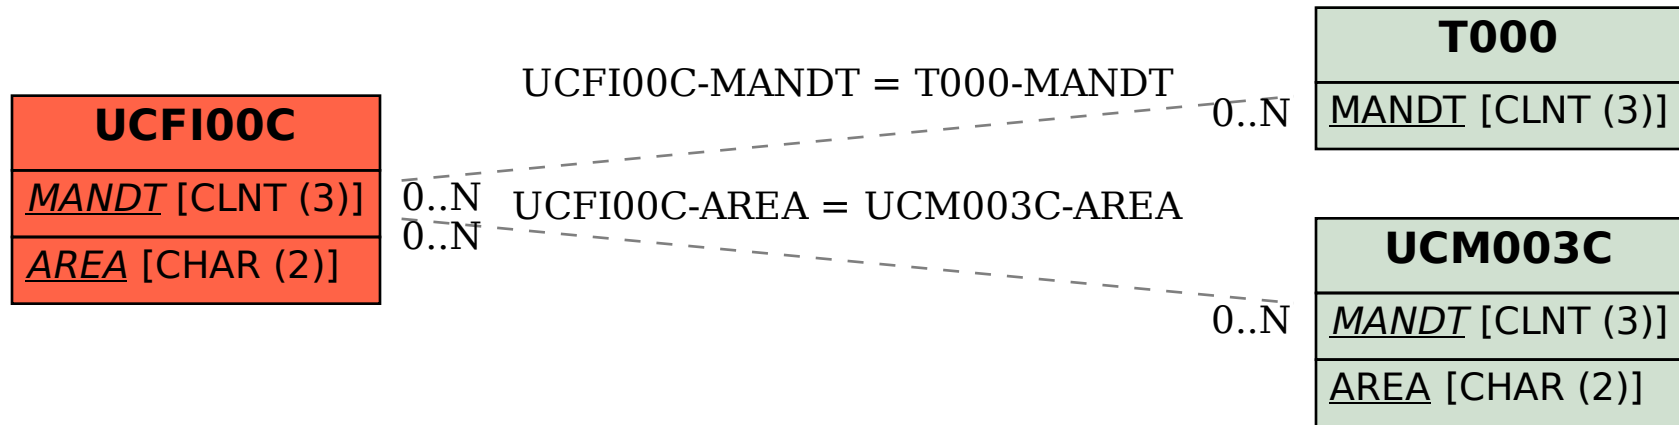 UCFI00C
MANDT [CLNT (3)]
AREA [CHAR (2)]
UCFI00C-MANDT = T000-MANDT
0..N
0..N
UCFI00C-AREA = UCM003C-AREA
0..N
0..N
T000
MANDT [CLNT (3)]
UCM003C
MANDT [CLNT (3)]
AREA [CHAR (2)]